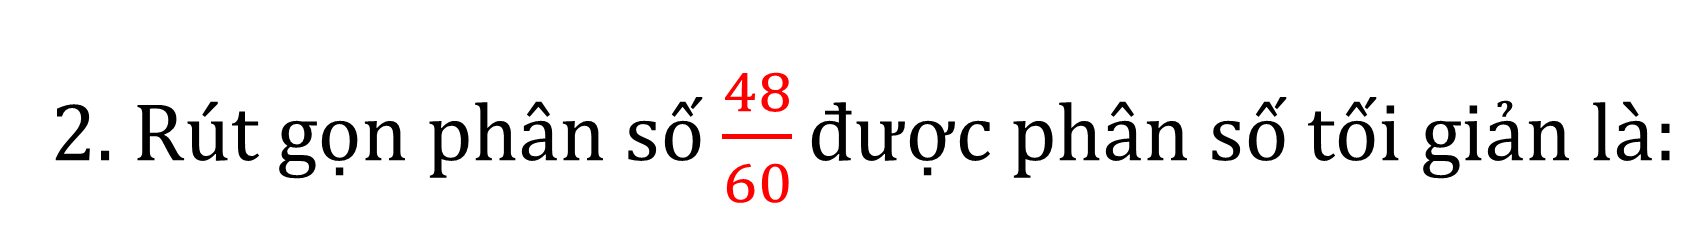 2. Rút gọn phân số 48/60 được phân số tối giản là: